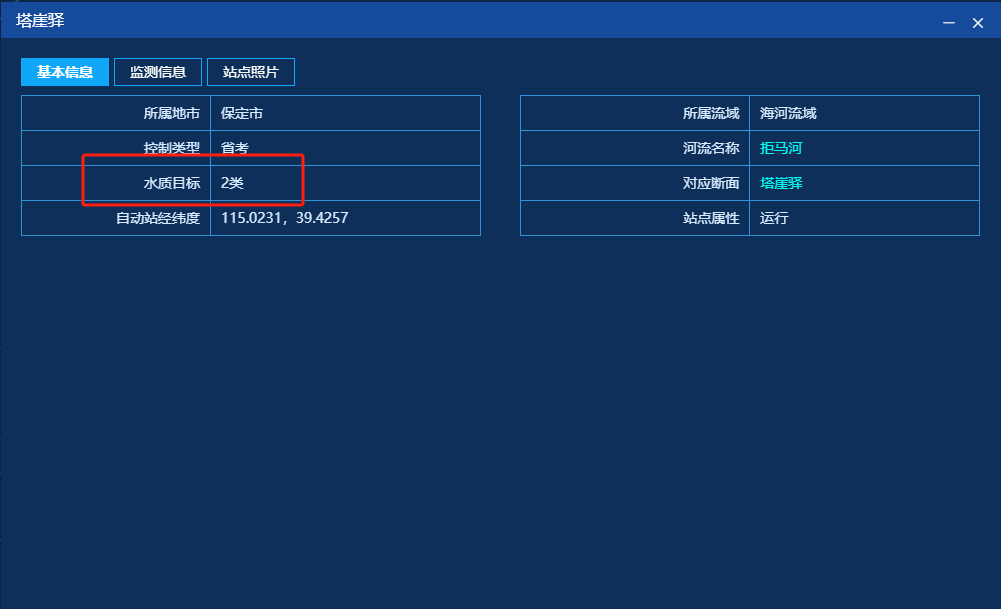 塔崖驿
基本信息 监测信息 站点照片
所属地市 保定市 所属流域 海河流域
控制类型 省考 河流名称 拒马河
水质目标 2类 对应断面 塔崖驿
自动站经纬度 115.0231，39.4257 站点属性 运行